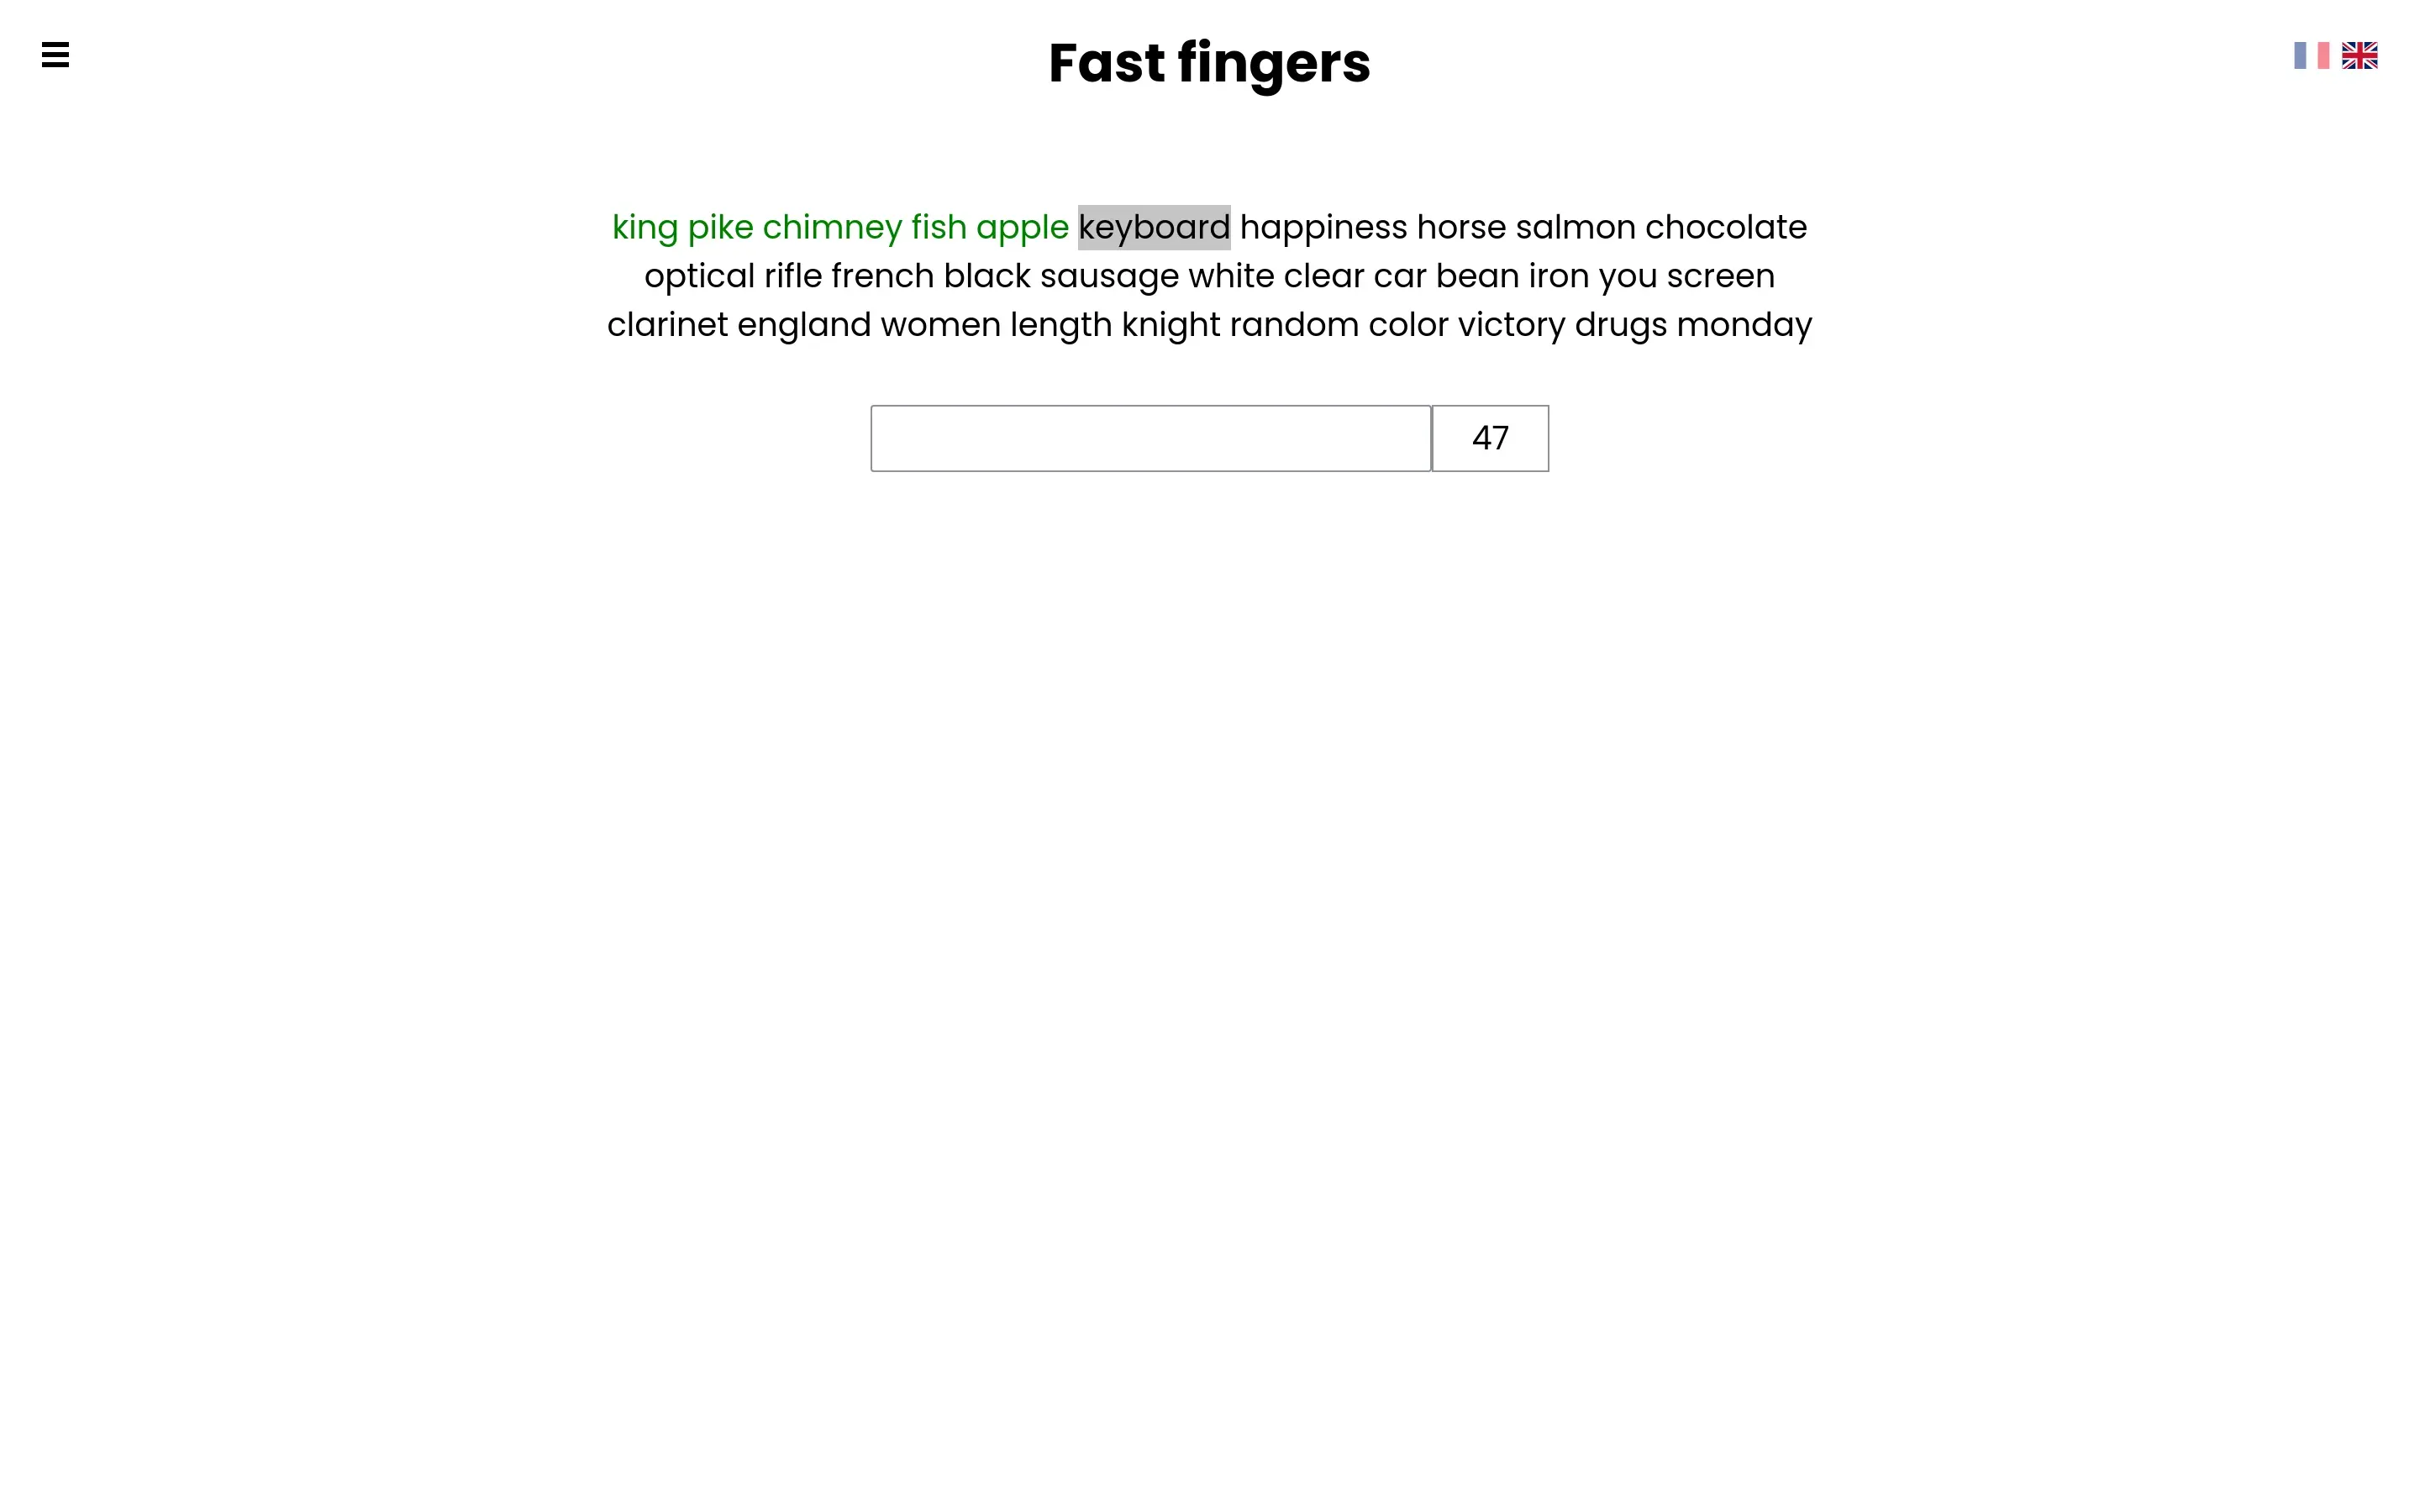 Fast fingers
king pike chimney fish apple keyboard happiness horse salmon chocolate
optical rifle french black sausage white clear car bean iron you screen
clarinet england women length knight random color victory drugs monday
47